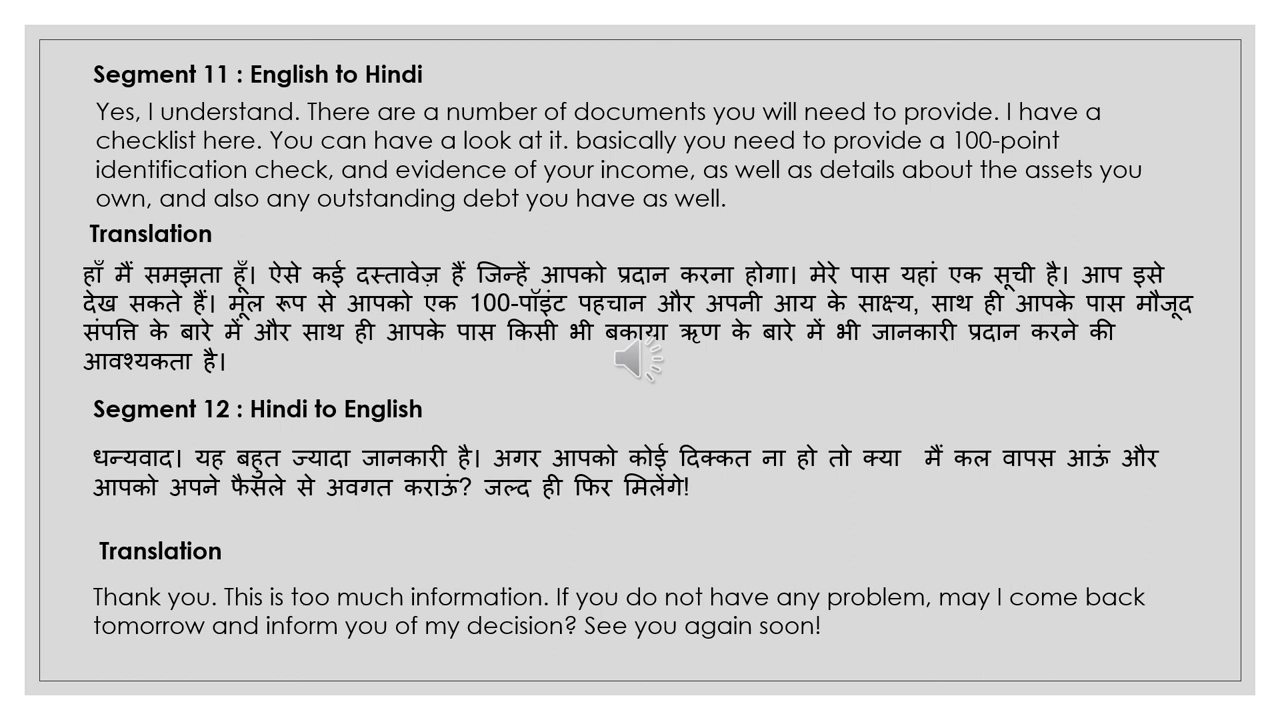 Segment 11 : English to Hindi
Yes, I understand. There are a number of documents you will need to provide. I have a
checklist here. You can have a look at it. basically you need to provide a 100-point
identification check, and evidence of your income, as well as details about the assets you
own, and also any outstanding debt you have as well.
Translation
हाँ मैं समझता हूँ। ऐसे कई दस्तावेज़ हैं जिन्हें आपको प्रदान करना होगा। मेरे पास यहां एक सूची है। आप इसे
देख सकते हैं। मूल रूप से आपको एक 100-पॉइंट पहचान और अपनी आय के साक्ष्य, साथ ही आपके पास मौजूद
संपत्ति के बारे में और साथ ही आपके पास किसी भी बकाया ऋण के बारे में भी जानकारी प्रदान करने की
आवश्यकता है।
Segment 12 : Hindi to English
धन्यवाद। यह बहुत ज्यादा जानकारी है। अगर आपको कोई दिक्कत ना हो तो क्या मैं कल वापस आऊं और
आपको अपने फैसले से अवगत कराऊं? जल्द ही फिर मिलेंगे!
Translation
Thank you. This is too much information. If you do not have any problem, may I come back
tomorrow and inform you of my decision? See you again soon!